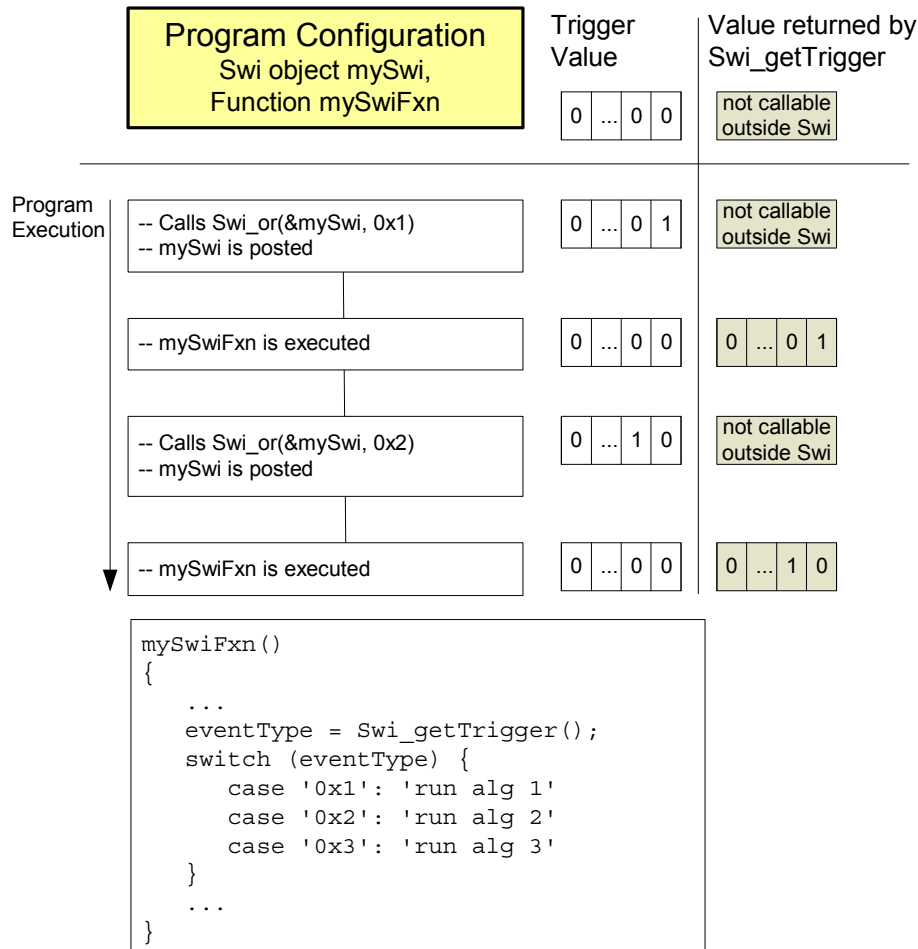 Program Configuration
Swi object mySwi,
Function mySwiFxn
Trigger
Value
Value returned by
Swi_getTrigger
0 ... 0 0
not callable
outside Swi
Program
Execution
-- Calls Swi_or(&mySwi, 0x1)
-- mySwi is posted
0 ... 0 1
not callable
outside Swi
-- mySwiFxn is executed
0 ... 0 0
0 ... 0 1
-- Calls Swi_or(&mySwi, 0x2)
-- mySwi is posted
0 ... 1 0
not callable
outside Swi
-- mySwiFxn is executed
0 ... 0 0
0 ... 1 0
mySwiFxn()
{
...
eventType = Swi_getTrigger();
switch (eventType) {
case '0x1': 'run alg 1'
case '0x2': 'run alg 2'
case '0x3': 'run alg 3'
}
...
}